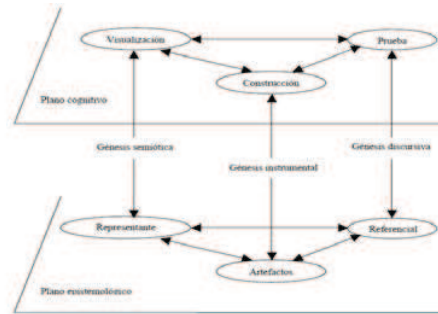 Visualización
Prueba
Construcción
Plano cognitivo
Génesis semiótica
Génesis instrumental
Génesis discursiva
Representante
Referencial
Artefactos
Plano epistemológico